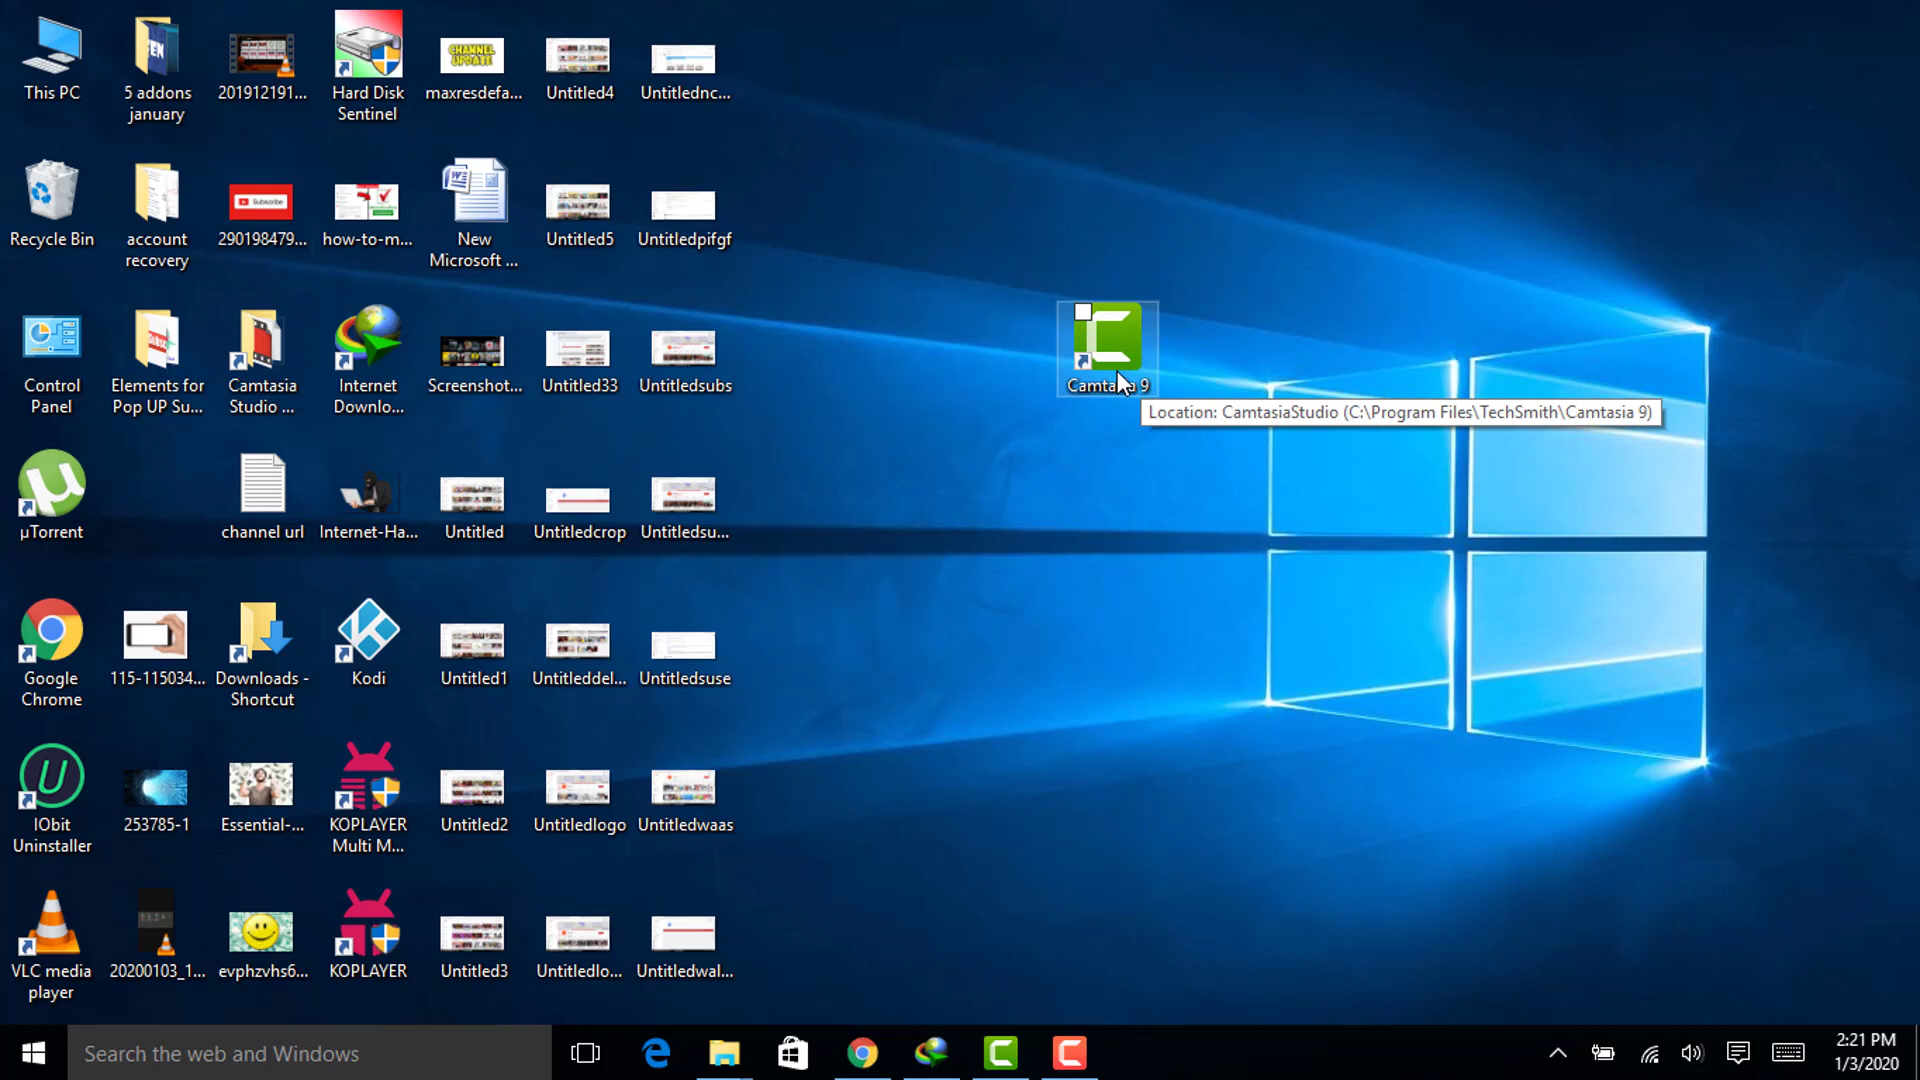 This PC
5 addons
january
201912191...
Hard Disk
Sentinel
maxresdefa...
CHANNEL
UPDATE
Untitled4
Untitlednc...
Recycle Bin
account
recovery
Subscribe
290198479...
how-to-m...
New
Microsoft ...
Untitled5
Untitledpifgf
Control
Panel
Elements for
Pop UP Su...
Camtasia
Studio ...
Internet
Downlo...
Screenshot...
Untitled33
Untitledsubs
Camtasia 9
Location: CamtasiaStudio (C:\Program Files\TechSmith\Camtasia 9)
µTorrent
channel url
Internet-Ha...
Untitled
Untitledcrop
Untitledsu...
Google
Chrome
115-115034...
Downloads -
Shortcut
Kodi
Untitled1
Untitleddel...
Untitledsuse
IObit
Uninstaller
253785-1
Essential-...
KOPLAYER
Multi M...
Untitled2
Untitledlogo
Untitledwaas
VLC media
player
20200103_1...
evphzvhs6...
KOPLAYER
Untitled3
Untitledlo...
Untitledwal...
Search the web and Windows
2:21 PM
1/3/2020